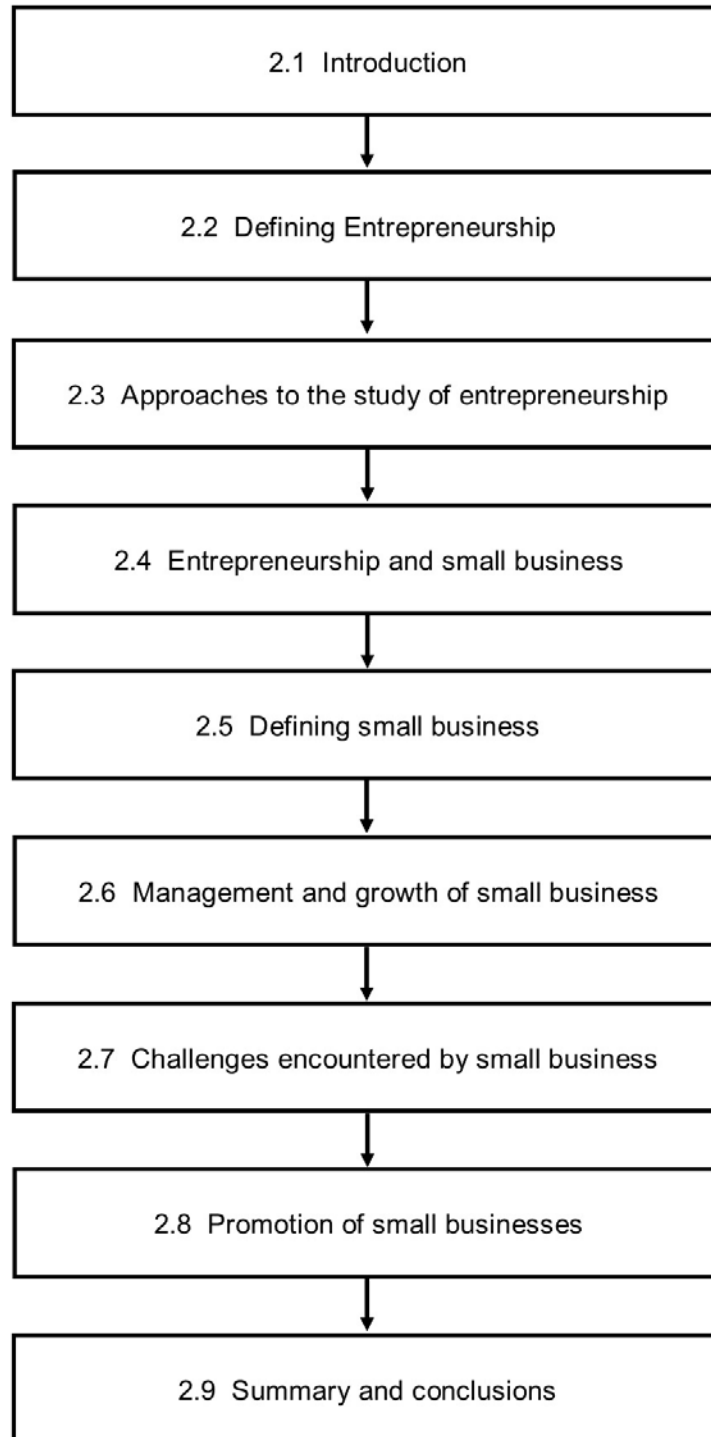 2.1 Introduction
2.2 Defining Entrepreneurship
2.3 Approaches to the study of entrepreneurship
2.4 Entrepreneurship and small business
2.5 Defining small business
2.6 Management and growth of small business
2.7 Challenges encountered by small business
2.8 Promotion of small businesses
2.9 Summary and conclusions